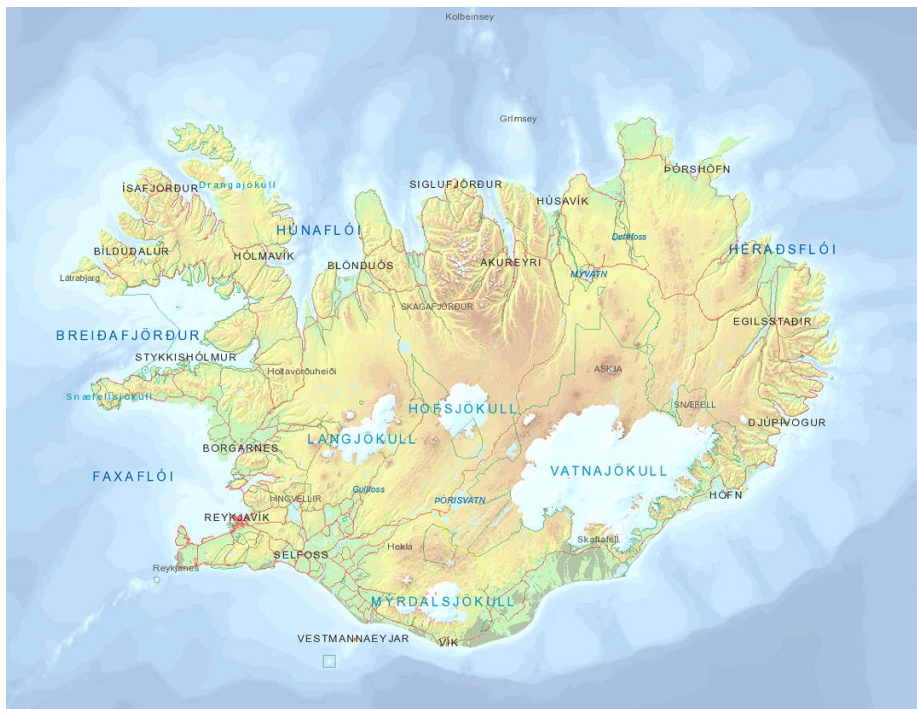 Kolbeinsey
Grímsey
ÞÓRSHÖFN
ÍSAFJÖRÐUR
Drangajökull
SIGLUFJÖRÐUR
HÚSAVÍK
HÚNAFLÓI
Dettifoss
HÉRAÐSFLÓI
BÍLDUDALUR
HÓLMAVÍK
BLÖNDUÓS
AKUREYRI
MÝVATN
Látrabjarg
SKAGAFJÖRÐUR
EGILSSTAÐIR
BREIÐAFJÖRÐUR
STYKKISHÓLMUR
Holtavörðuheiði
ASKJA
Snæfellsjökull
HOFSJÖKULL
SNÆFELL
DJÚPIVOGUR
LANGJÖKULL
BORGARNES
VATNAJÖKULL
FAXAFLÓI
Gullfoss
ÞINGVELLIR
ÞÓRISVATN
HÖFN
REYKJAVÍK
Skaftafell
Hekla
SELFOSS
Reykjanes
MÝRDALSJÖKULL
VESTMANNAEYJAR
VÍK